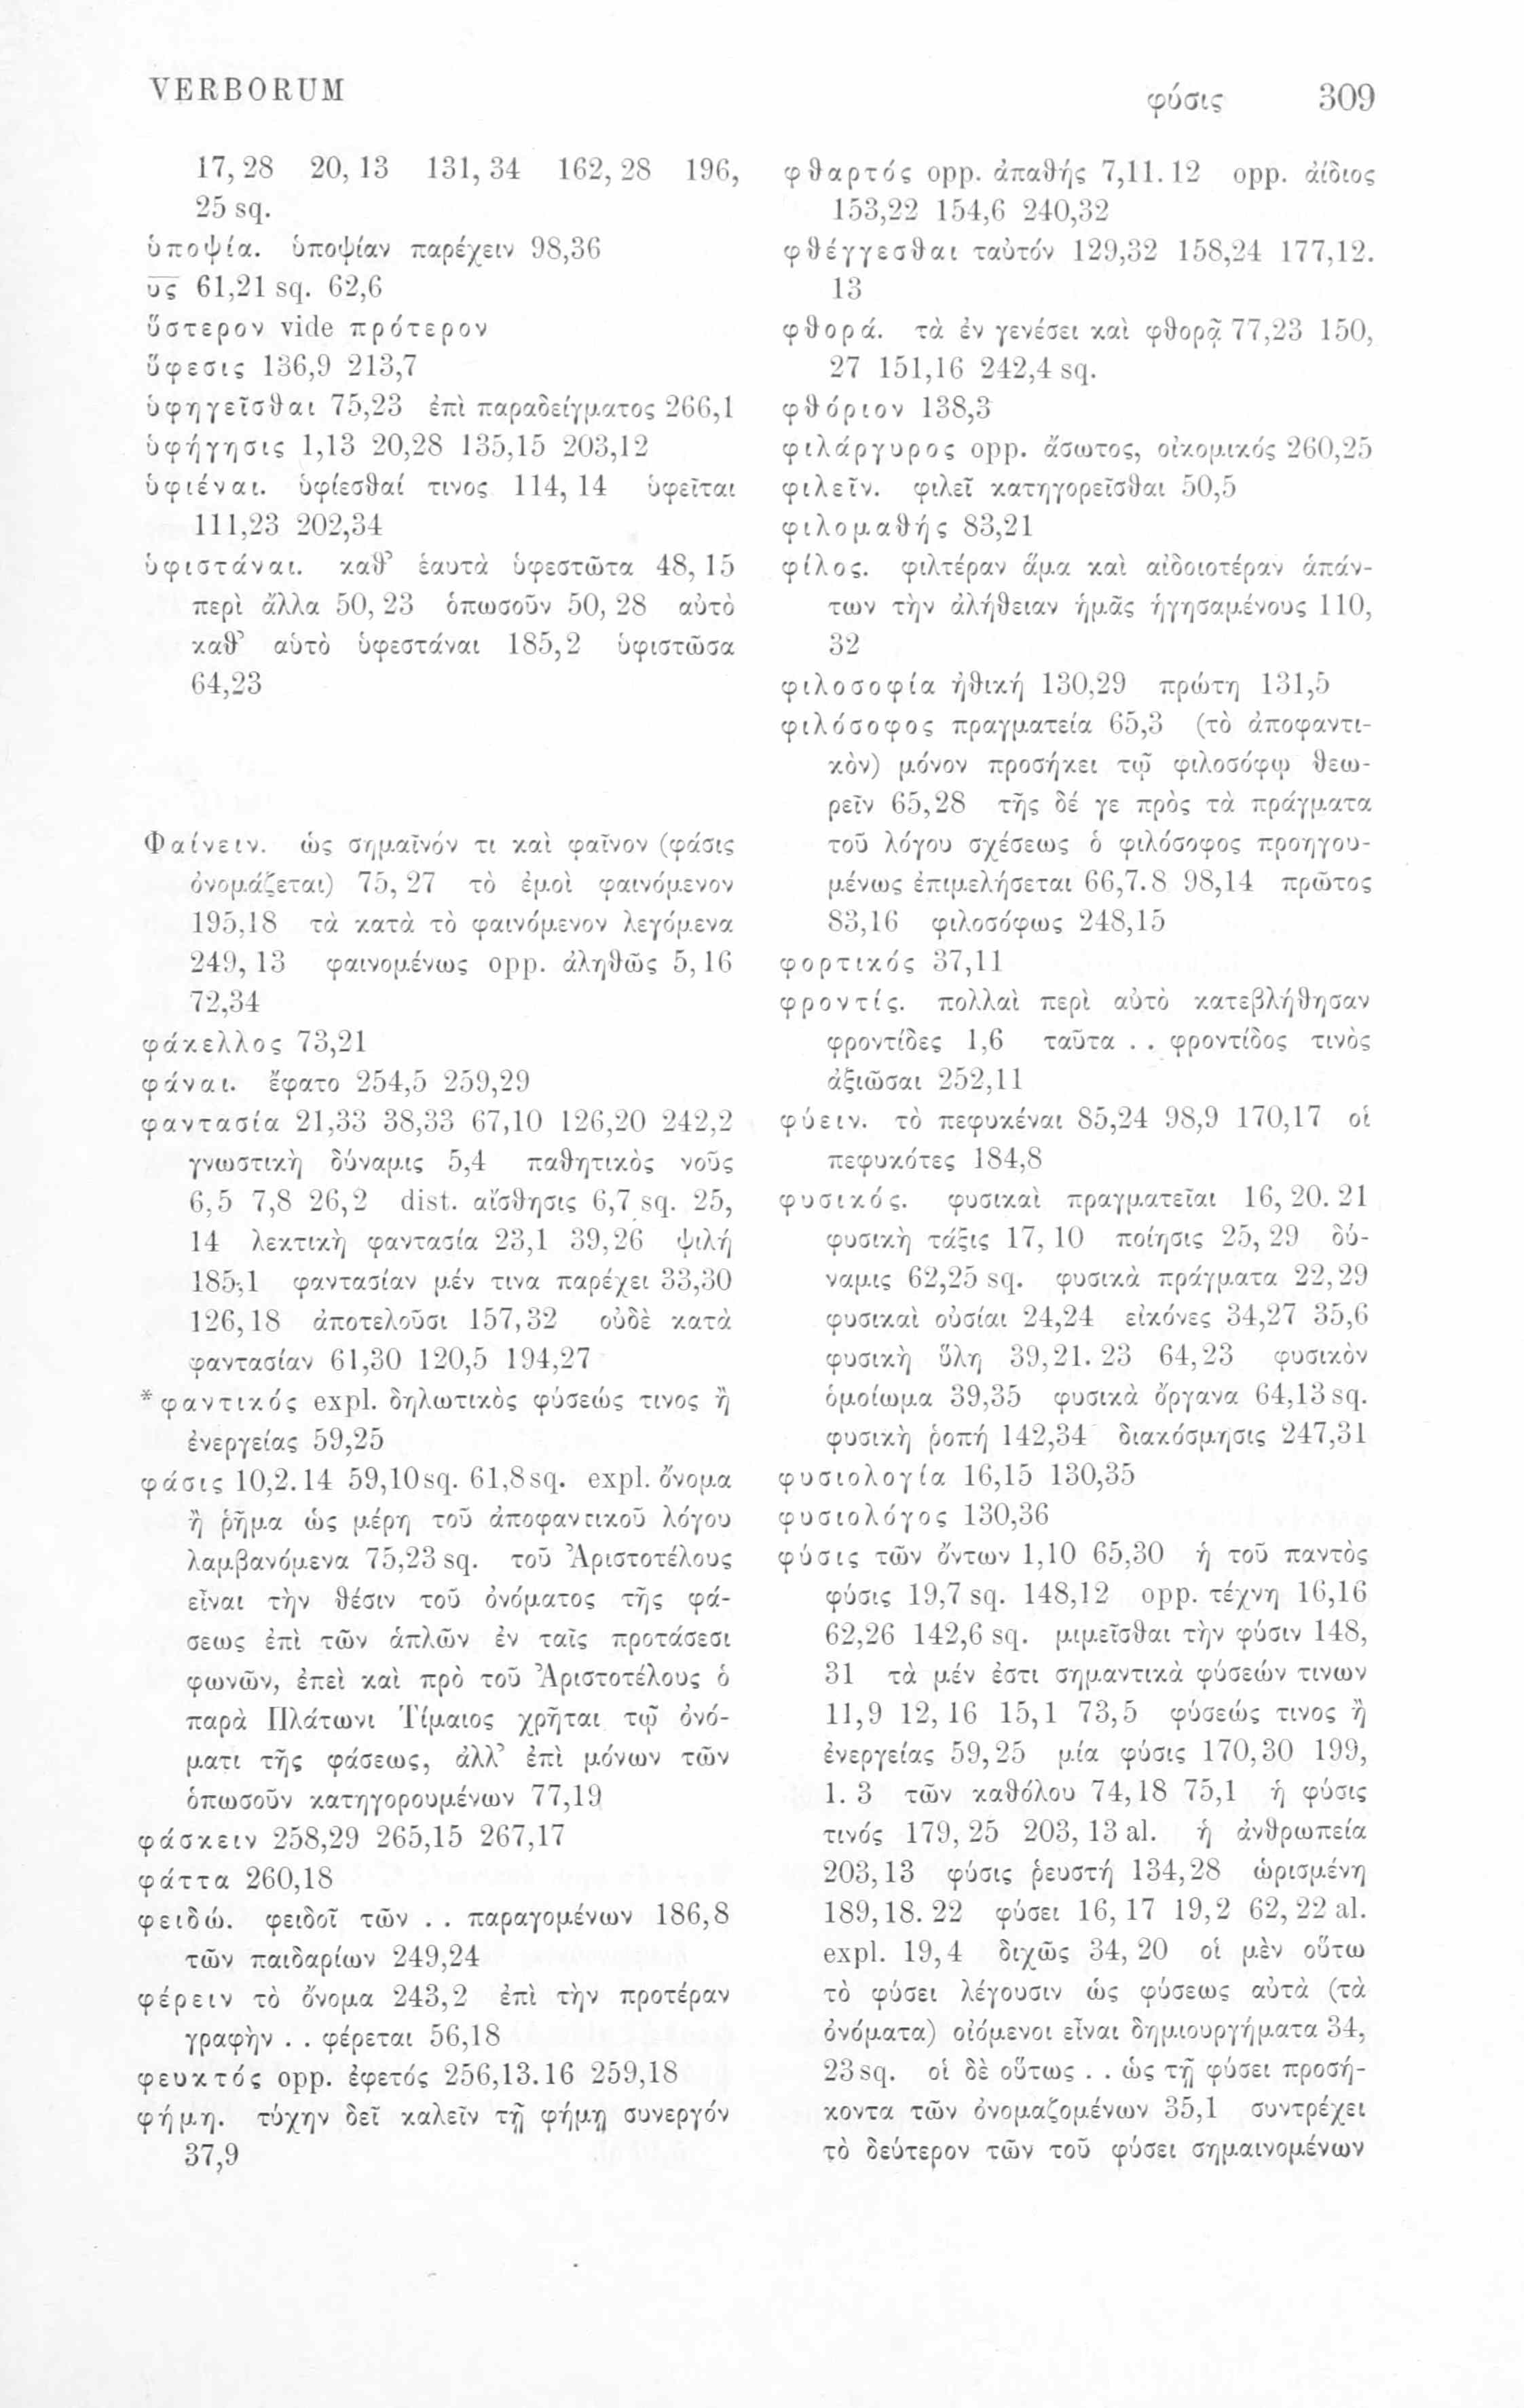 VERBORUM
φύσις 309
17,28 20,13 131,34 162,28 196,
25 sq.
ὑποψία. ὑποψίαν παρέχειν 98,36
υς 61,21 sq. 62,6
ὕστερον vide πρότερον
ὕφεσις 136,9 213,7
ὑφηγεῖσθαι 75,23 ἐπὶ παραδείγματος 266,1
ὑφήγησις 1,13 20,28 135,15 203,12
ὑφιέναι. ὑφίεσθαί τινος 114,14 ὑφεῖται
111,23 202,34
ὑφιστάναι. καθ’ ἑαυτὰ ὑφεστῶτα 48,15
περὶ ἄλλα 50,23 ὁπωσοῦν 50,28 αὐτὸ
καθ’ αὑτὸ ὑφεστάναι 185,2 ὑφιστῶσα
64,23
Φαίνειν. ὡς σημαῖνόν τι καὶ φαῖνον (φάσις
ὀνομάζεται) 75,27 τὸ ἐμοὶ φαινόμενον
195,18 τὰ κατὰ τὸ φαινόμενον λεγόμενα
249,13 φαινομένως opp. ἀληθῶς 5,16
72,34
φάκελλος 73,21
φάναι. ἔφατο 254,5 259,29
φαντασία 21,33 38,33 67,10 126,20 242,2
γνωστικὴ δύναμις 5,4 παθητικὸς νοῦς
6,5 7,8 26,2 dist. αἴσθησις 6,7 sq. 25,
14 λεκτικὴ φαντασία 23,1 39,26 ψιλή
185,1 φαντασίαν μέν τινα παρέχει 33,30
126,18 ἀποτελοῦσι 157,32 οὐδὲ κατὰ
φαντασίαν 61,30 120,5 194,27
*φαντικός expl. δηλωτικὸς φύσεώς τινος ἢ
ἐνεργείας 59,25
φάσις 10,2.14 59,10 sq. 61,8 sq. expl. ὄνομα
ἢ ῥῆμα ὡς μέρη τοῦ ἀποφαντικοῦ λόγου
λαμβανόμενα 75,23 sq. τοῦ Ἀριστοτέλους
εἶναι τὴν θέσιν τοῦ ὀνόματος τῆς φά-
σεως ἐπὶ τῶν ἁπλῶν ἐν ταῖς προτάσεσι
φωνῶν, ἐπεὶ καὶ πρὸ τοῦ Ἀριστοτέλους ὁ
παρὰ Πλάτωνι Τίμαιος χρῆται τῷ ὀνό-
ματι τῆς φάσεως, ἀλλ’ ἐπὶ μόνων τῶν
ὁπωσοῦν κατηγορουμένων 77,19
φάσκειν 258,29 265,15 267,17
φάττα 260,18
φειδώ. φειδοῖ τῶν . . παραγομένων 186,8
τῶν παιδαρίων 249,24
φέρειν τὸ ὄνομα 243,2 ἐπὶ τὴν προτέραν
γραφὴν . . φέρεται 56,18
φευκτός opp. ἐφετός 256,13.16 259,18
φήμη. τύχην δεῖ καλεῖν τῇ φήμῃ συνεργόν
37,9
φθαρτός opp. ἀπαθής 7,11.12 opp. ἀίδιος
153,22 154,6 240,32
φθέγγεσθαι ταὐτόν 129,32 158,24 177,12.
13
φθορά. τὰ ἐν γενέσει καὶ φθορᾷ 77,23 150,
27 151,16 242,4 sq.
φθόριον 138,3
φιλάργυρος opp. ἄσωτος, οἰκομικός 260,25
φιλεῖν. φιλεῖ κατηγορεῖσθαι 50,5
φιλομαθής 83,21
φίλος. φιλτέραν ἅμα καὶ αἰδοιοτέραν ἁπάν-
των τὴν ἀλήθειαν ἡμᾶς ἡγησαμένους 110,
32
φιλοσοφία ἠθική 130,29 πρώτη 131,5
φιλόσοφος πραγματεία 65,3 (τὸ ἀποφαντι-
κὸν) μόνον προσήκει τῷ φιλοσόφῳ θεω-
ρεῖν 65,28 τῆς δέ γε πρὸς τὰ πράγματα
τοῦ λόγου σχέσεως ὁ φιλόσοφος προηγου-
μένως ἐπιμελήσεται 66,7.8 98,14 πρῶτος
83,16 φιλοσόφως 248,15
φορτικός 37,11
φροντίς. πολλαὶ περὶ αὐτὸ κατεβλήθησαν
φροντίδες 1,6 ταῦτα . . φροντίδος τινὸς
ἀξιῶσαι 252,11
φύειν. τὸ πεφυκέναι 85,24 98,9 170,17 οἱ
πεφυκότες 184,8
φυσικός. φυσικαὶ πραγματεῖαι 16,20.21
φυσικὴ τάξις 17,10 ποίησις 25,29 δύ-
ναμις 62,25 sq. φυσικὰ πράγματα 22,29
φυσικαὶ οὐσίαι 24,24 εἰκόνες 34,27 35,6
φυσικὴ ὕλη 39,21.23 64,23 φυσικὸν
ὁμοίωμα 39,35 φυσικὰ ὄργανα 64,13 sq.
φυσικὴ ῥοπή 142,34 διακόσμησις 247,31
φυσιολογία 16,15 130,35
φυσιολόγος 130,36
φύσις τῶν ὄντων 1,10 65,30 ἡ τοῦ παντὸς
φύσις 19,7 sq. 148,12 opp. τέχνη 16,16
62,26 142,6 sq. μιμεῖσθαι τὴν φύσιν 148,
31 τὰ μέν ἐστι σημαντικὰ φύσεών τινων
11,9 12,16 15,1 73,5 φύσεώς τινος ἢ
ἐνεργείας 59,25 μία φύσις 170,30 199,
1. 3 τῶν καθόλου 74,18 75,1 ἡ φύσις
τινός 179,25 203,13 al. ἡ ἀνθρωπεία
203,13 φύσις ῥευστή 134,28 ὡρισμένη
189,18.22 φύσει 16,17 19,2 62,22 al.
expl. 19,4 διχῶς 34,20 οἱ μὲν οὕτω
τὸ φύσει λέγουσιν ὡς φύσεως αὐτὰ (τὰ
ὀνόματα) οἰόμενοι εἶναι δημιουργήματα 34,
23 sq. οἱ δὲ οὕτως . . ὡς τῇ φύσει προσή-
κοντα τῶν ὀνομαζομένων 35,1 συντρέχει
τὸ δεύτερον τῶν τοῦ φύσει σημαινομένων